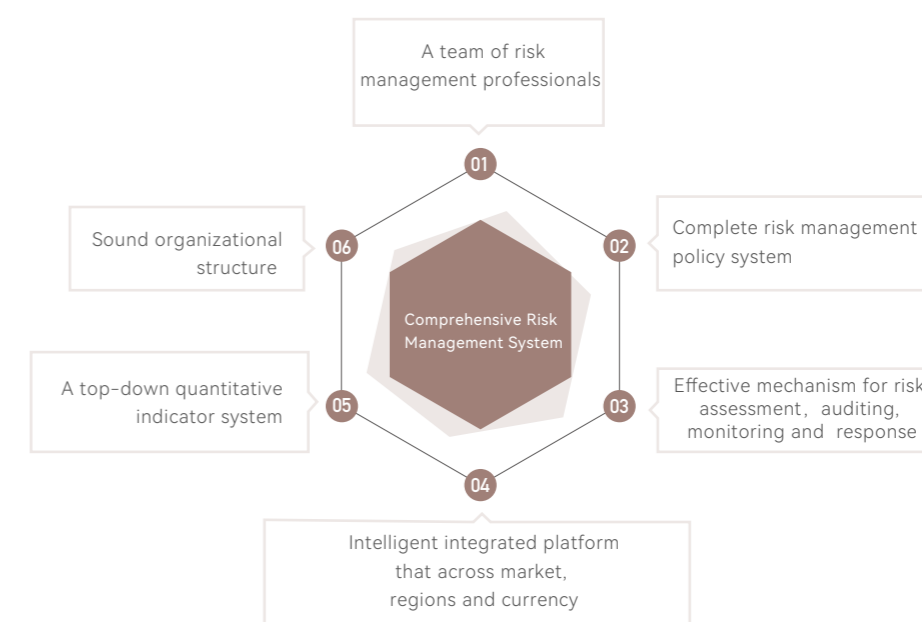 A team of risk
management professionals
01
Complete risk management
policy system
02
Effective mechanism for risk
assessment, auditing,
monitoring and response
03
Intelligent integrated platform
that across market,
regions and currency
04
A top-down quantitative
indicator system
05
Sound organizational
structure
06
Comprehensive Risk
Management System